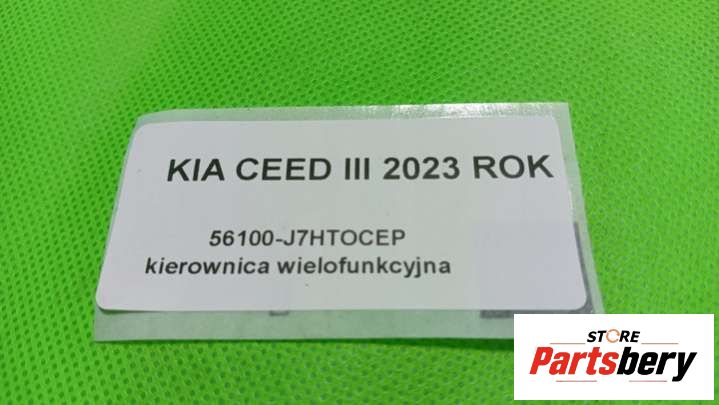 KIA CEED III 2023 ROK
56100-J7HTOCEP
kierownica wielofunkcyjna
STORE
Partsbery